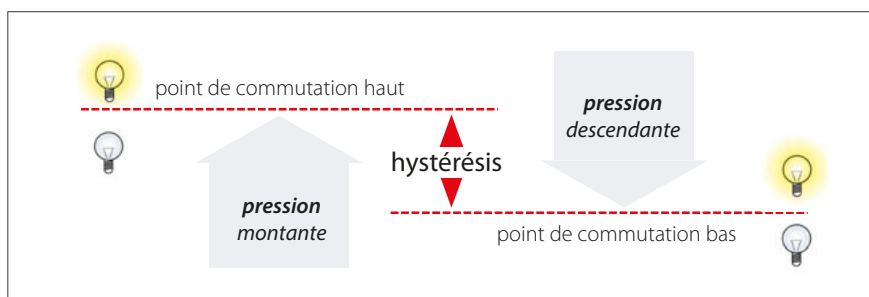 point de commutation haut
pression
descendante
hystérésis
pression
montante
point de commutation bas